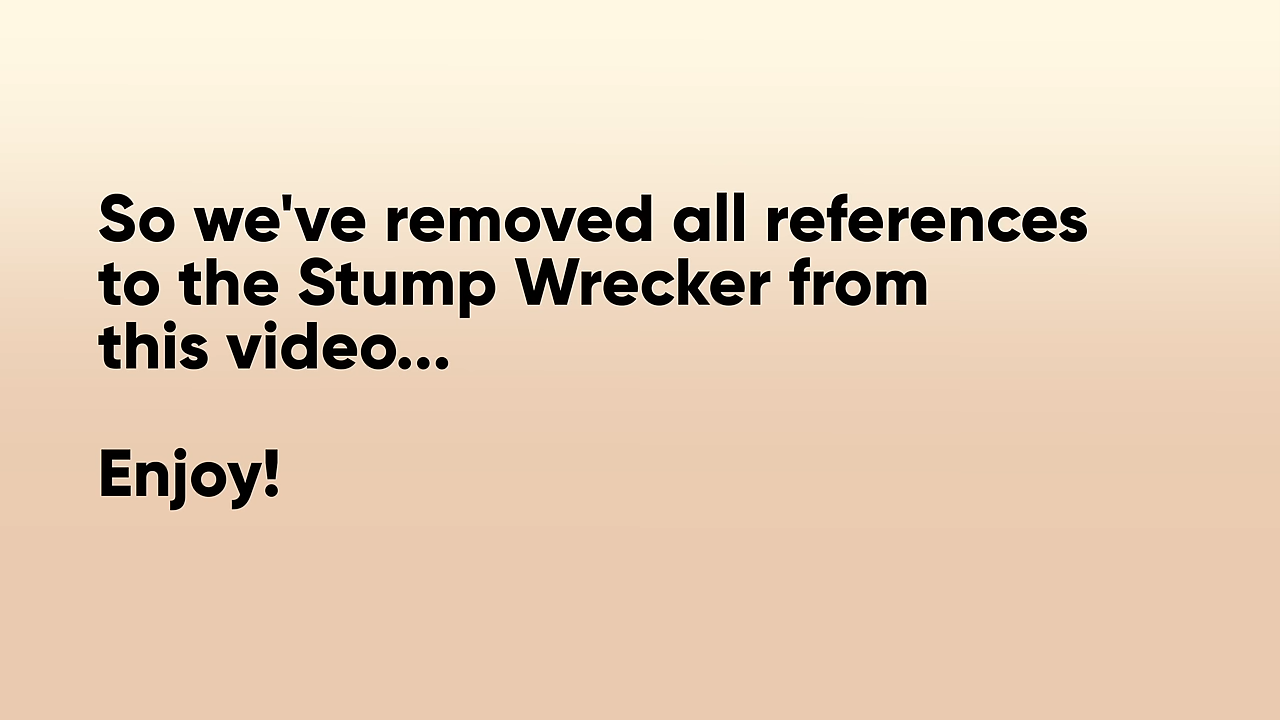 So we've removed all references
to the Stump Wrecker from
this video...
Enjoy!